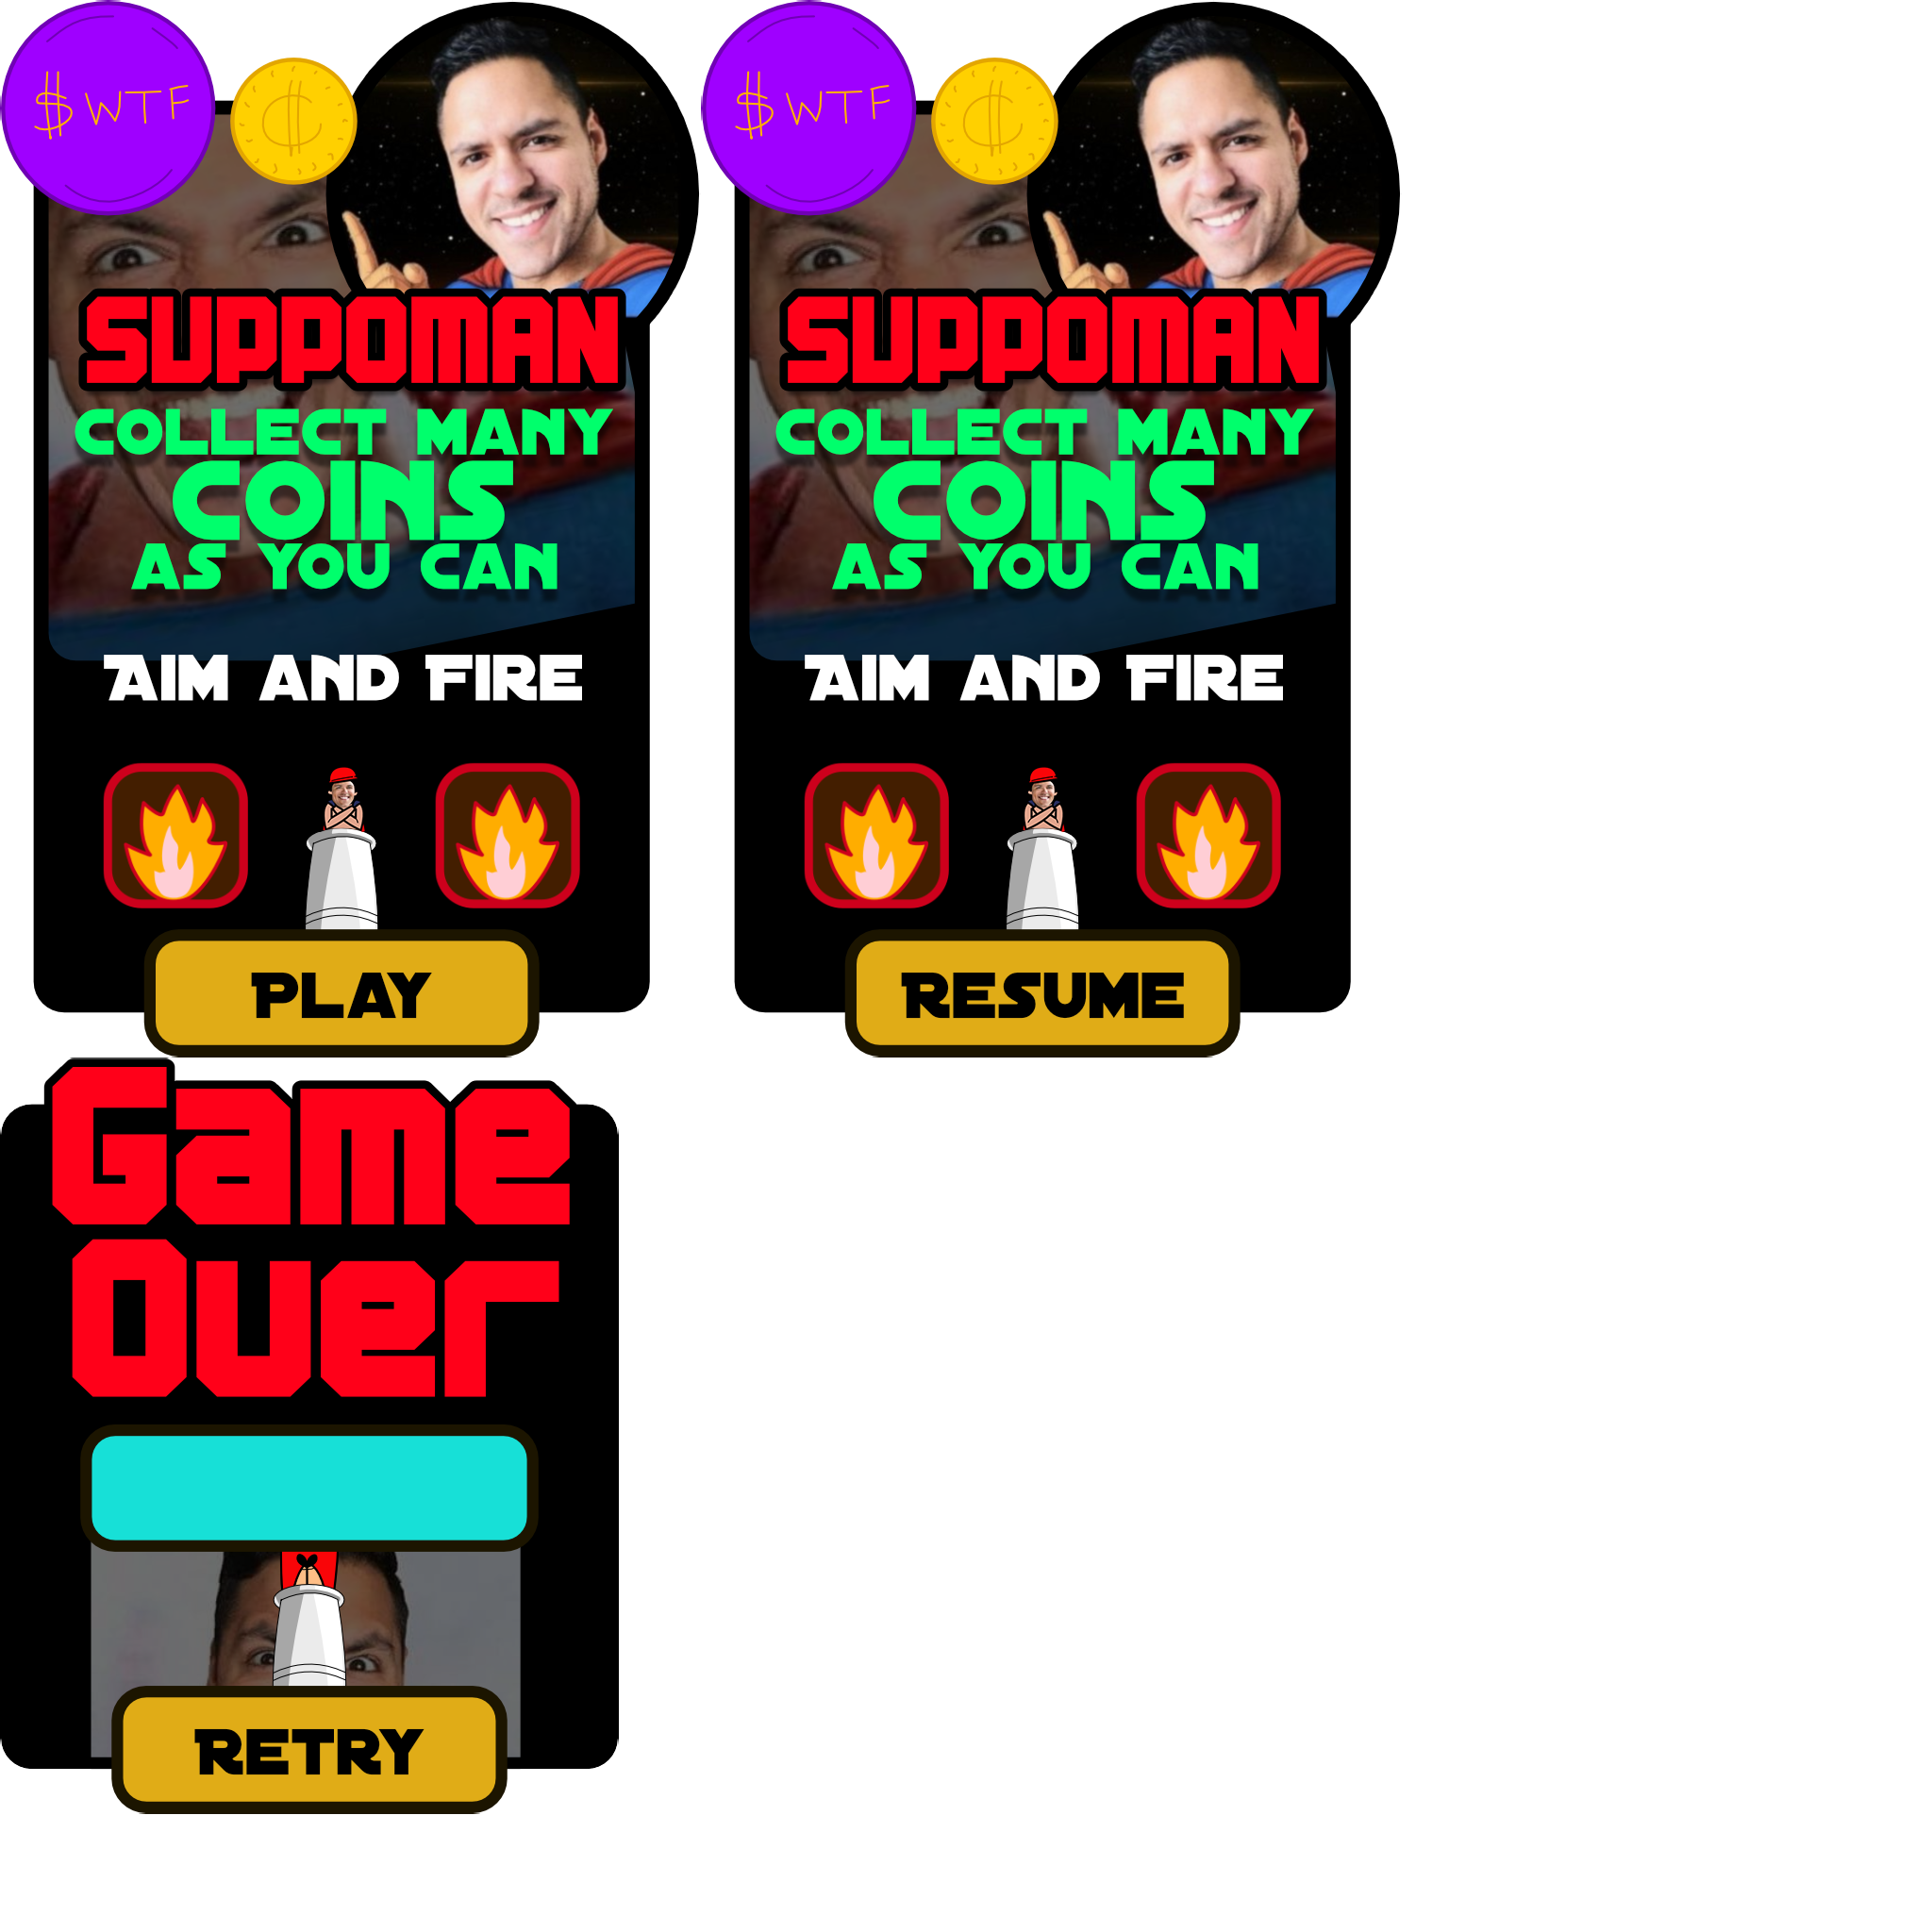 $WTF
SUPPOMAN
COLLECT MANY
COINS
AS YOU CAN
AIM AND FIRE
PLAY
$WTF
SUPPOMAN
COLLECT MANY
COINS
AS YOU CAN
AIM AND FIRE
RESUME
Game
Over
RETRY